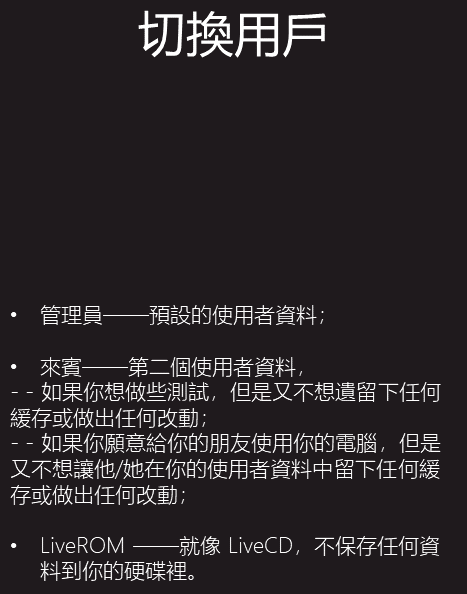 切換用戶
• 管理員——預設的使用者資料；
• 來賓——第二個使用者資料，
- - 如果你想做些測試，但是又不想遺留下任何
緩存或做出任何改動；
- - 如果你願意給你的朋友使用你的電腦，但是
又不想讓他/她在你的使用者資料中留下任何緩
存或做出任何改動；
• LiveROM ——就像 LiveCD，不保存任何資
料到你的硬碟裡。